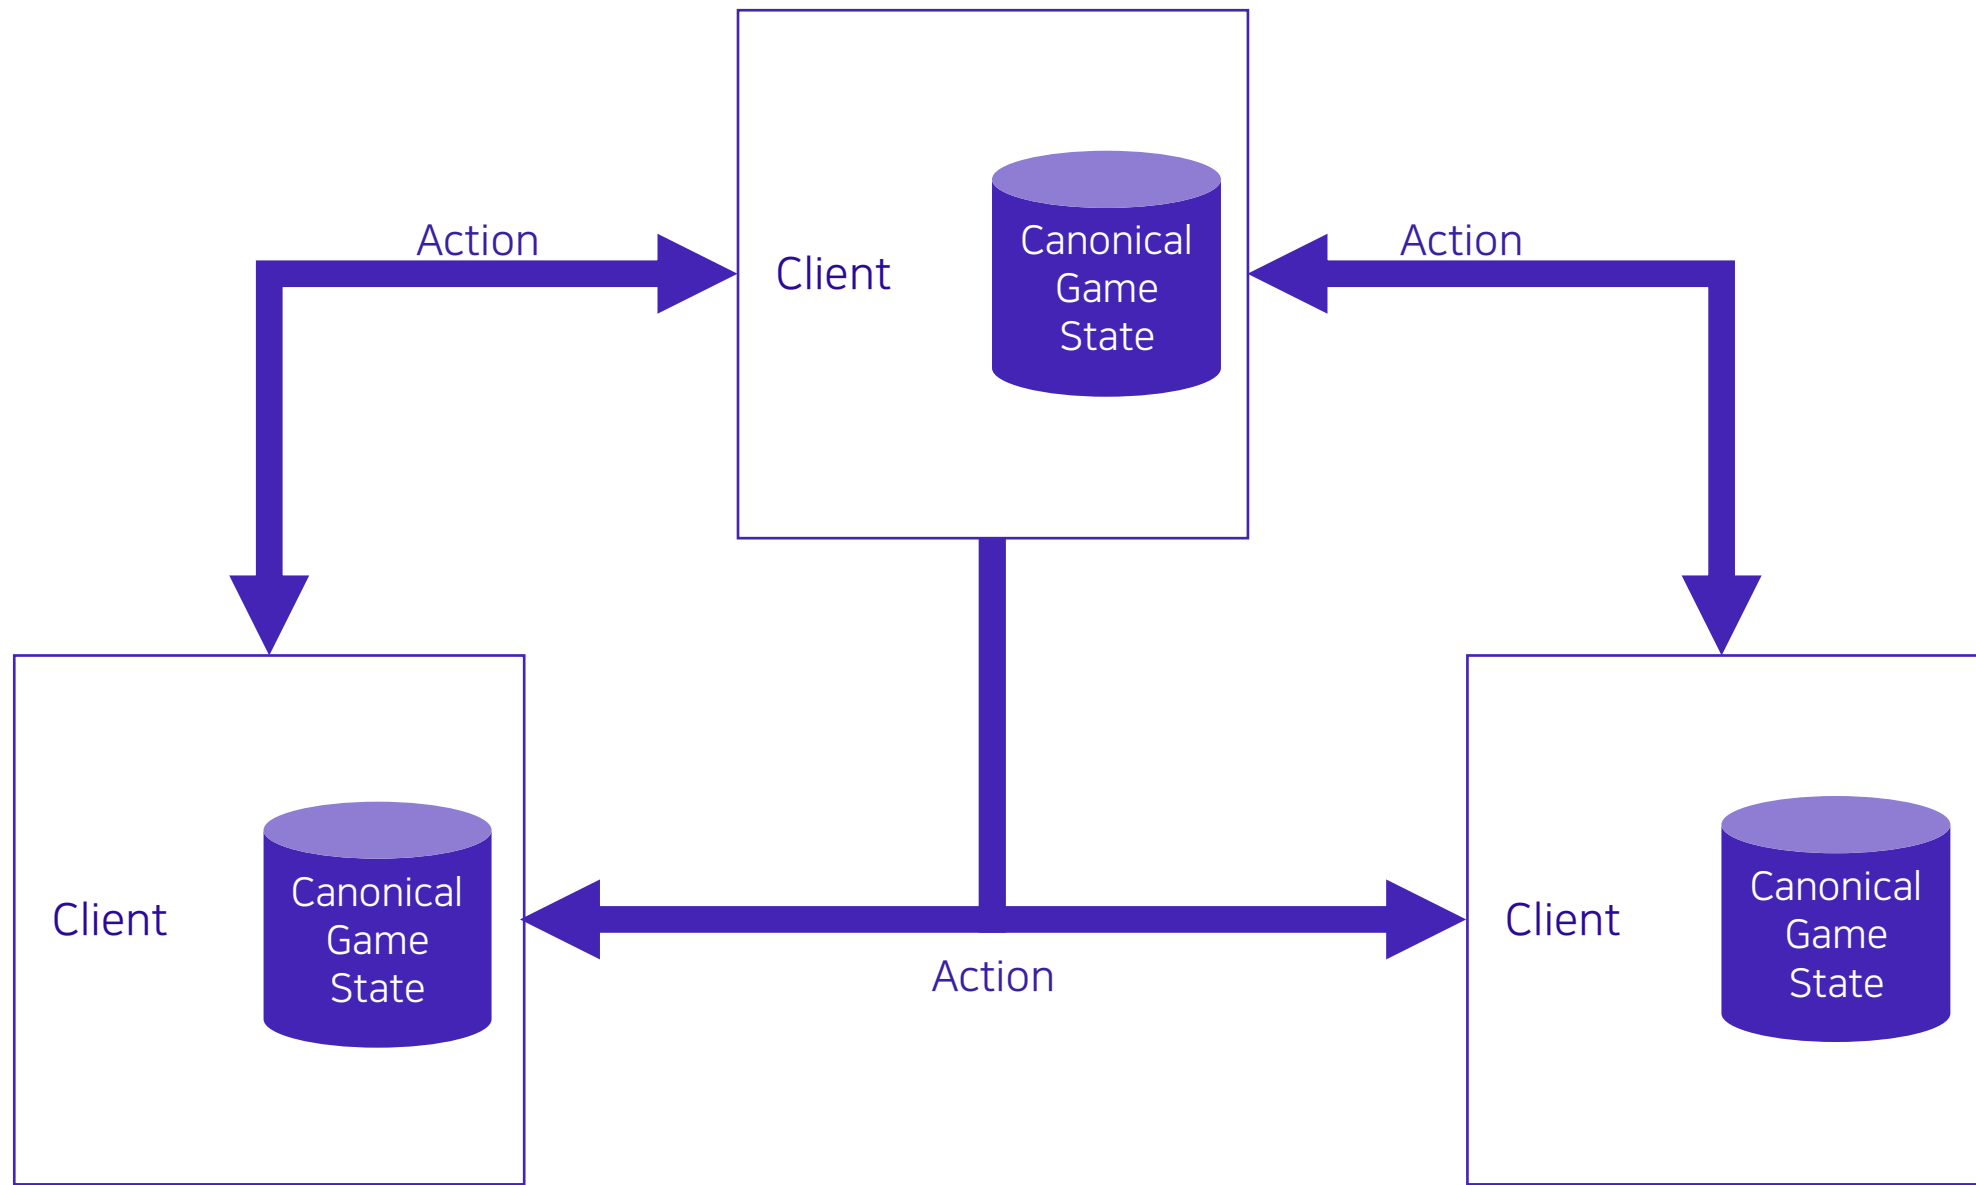 Action
Client
Canonical
Game
State
Action
Client
Canonical
Game
State
Action
Client
Canonical
Game
State